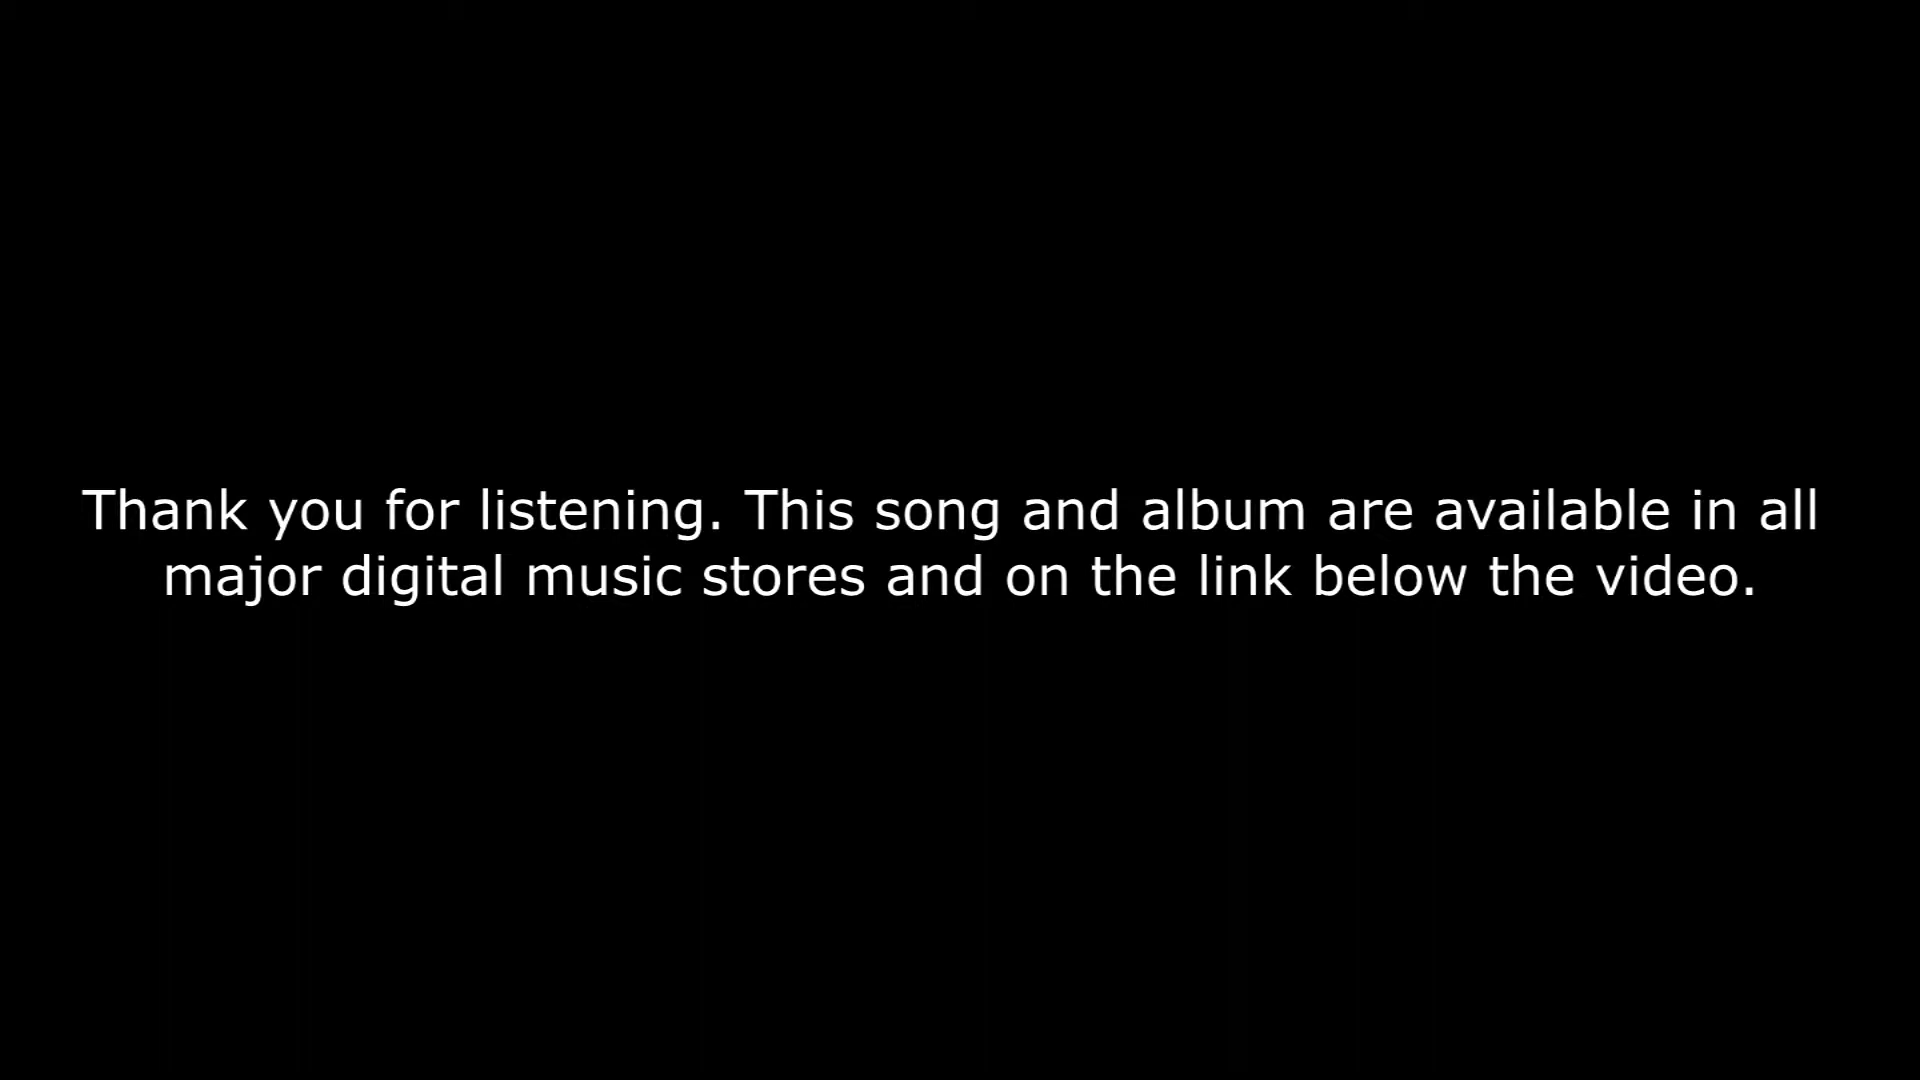 Thank you for listening. This song and album are available in all
major digital music stores and on the link below the video.